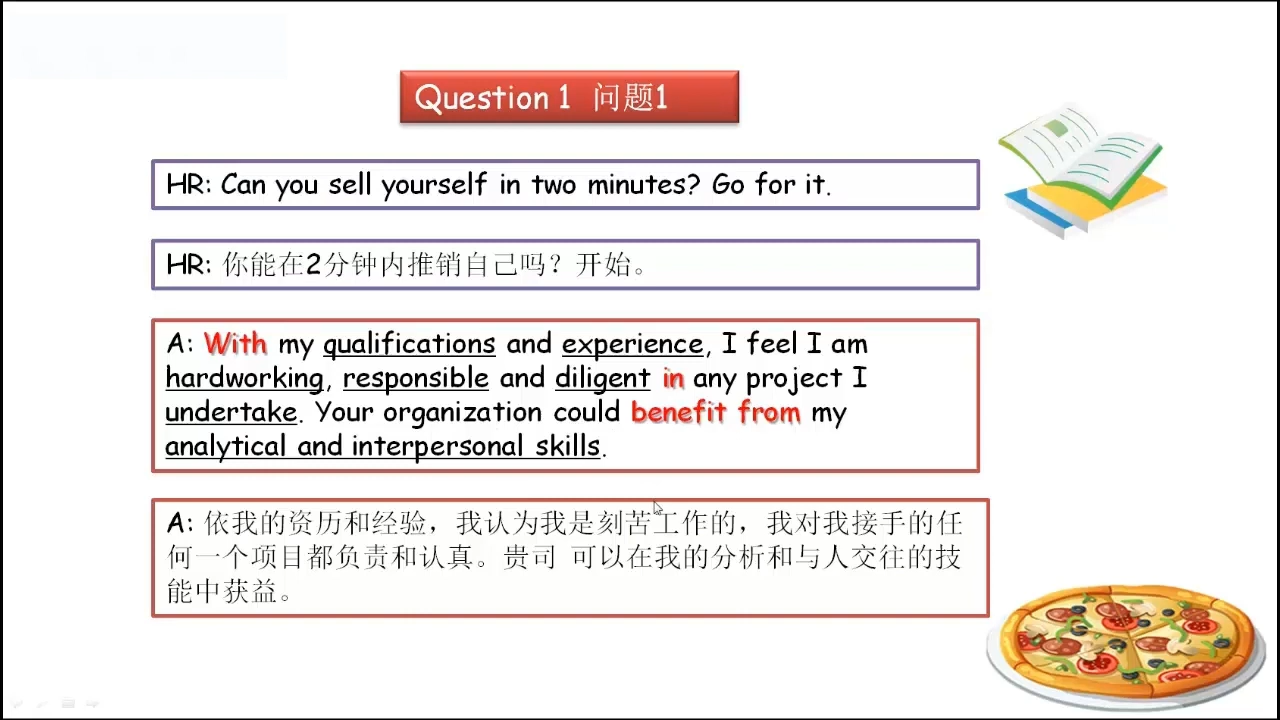 Question 1 问题1
HR: Can you sell yourself in two minutes? Go for it.
HR: 你能在2分钟内推销自己吗？开始。
A: With my qualifications and experience, I feel I am
hardworking, responsible and diligent in any project I
undertake. Your organization could benefit from my
analytical and interpersonal skills.
A: 依我的资历和经验，我认为我是刻苦工作的，我对我接手的任
何一个项目都负责和认真。贵司 可以在我的分析和与人交往的技
能中获益。